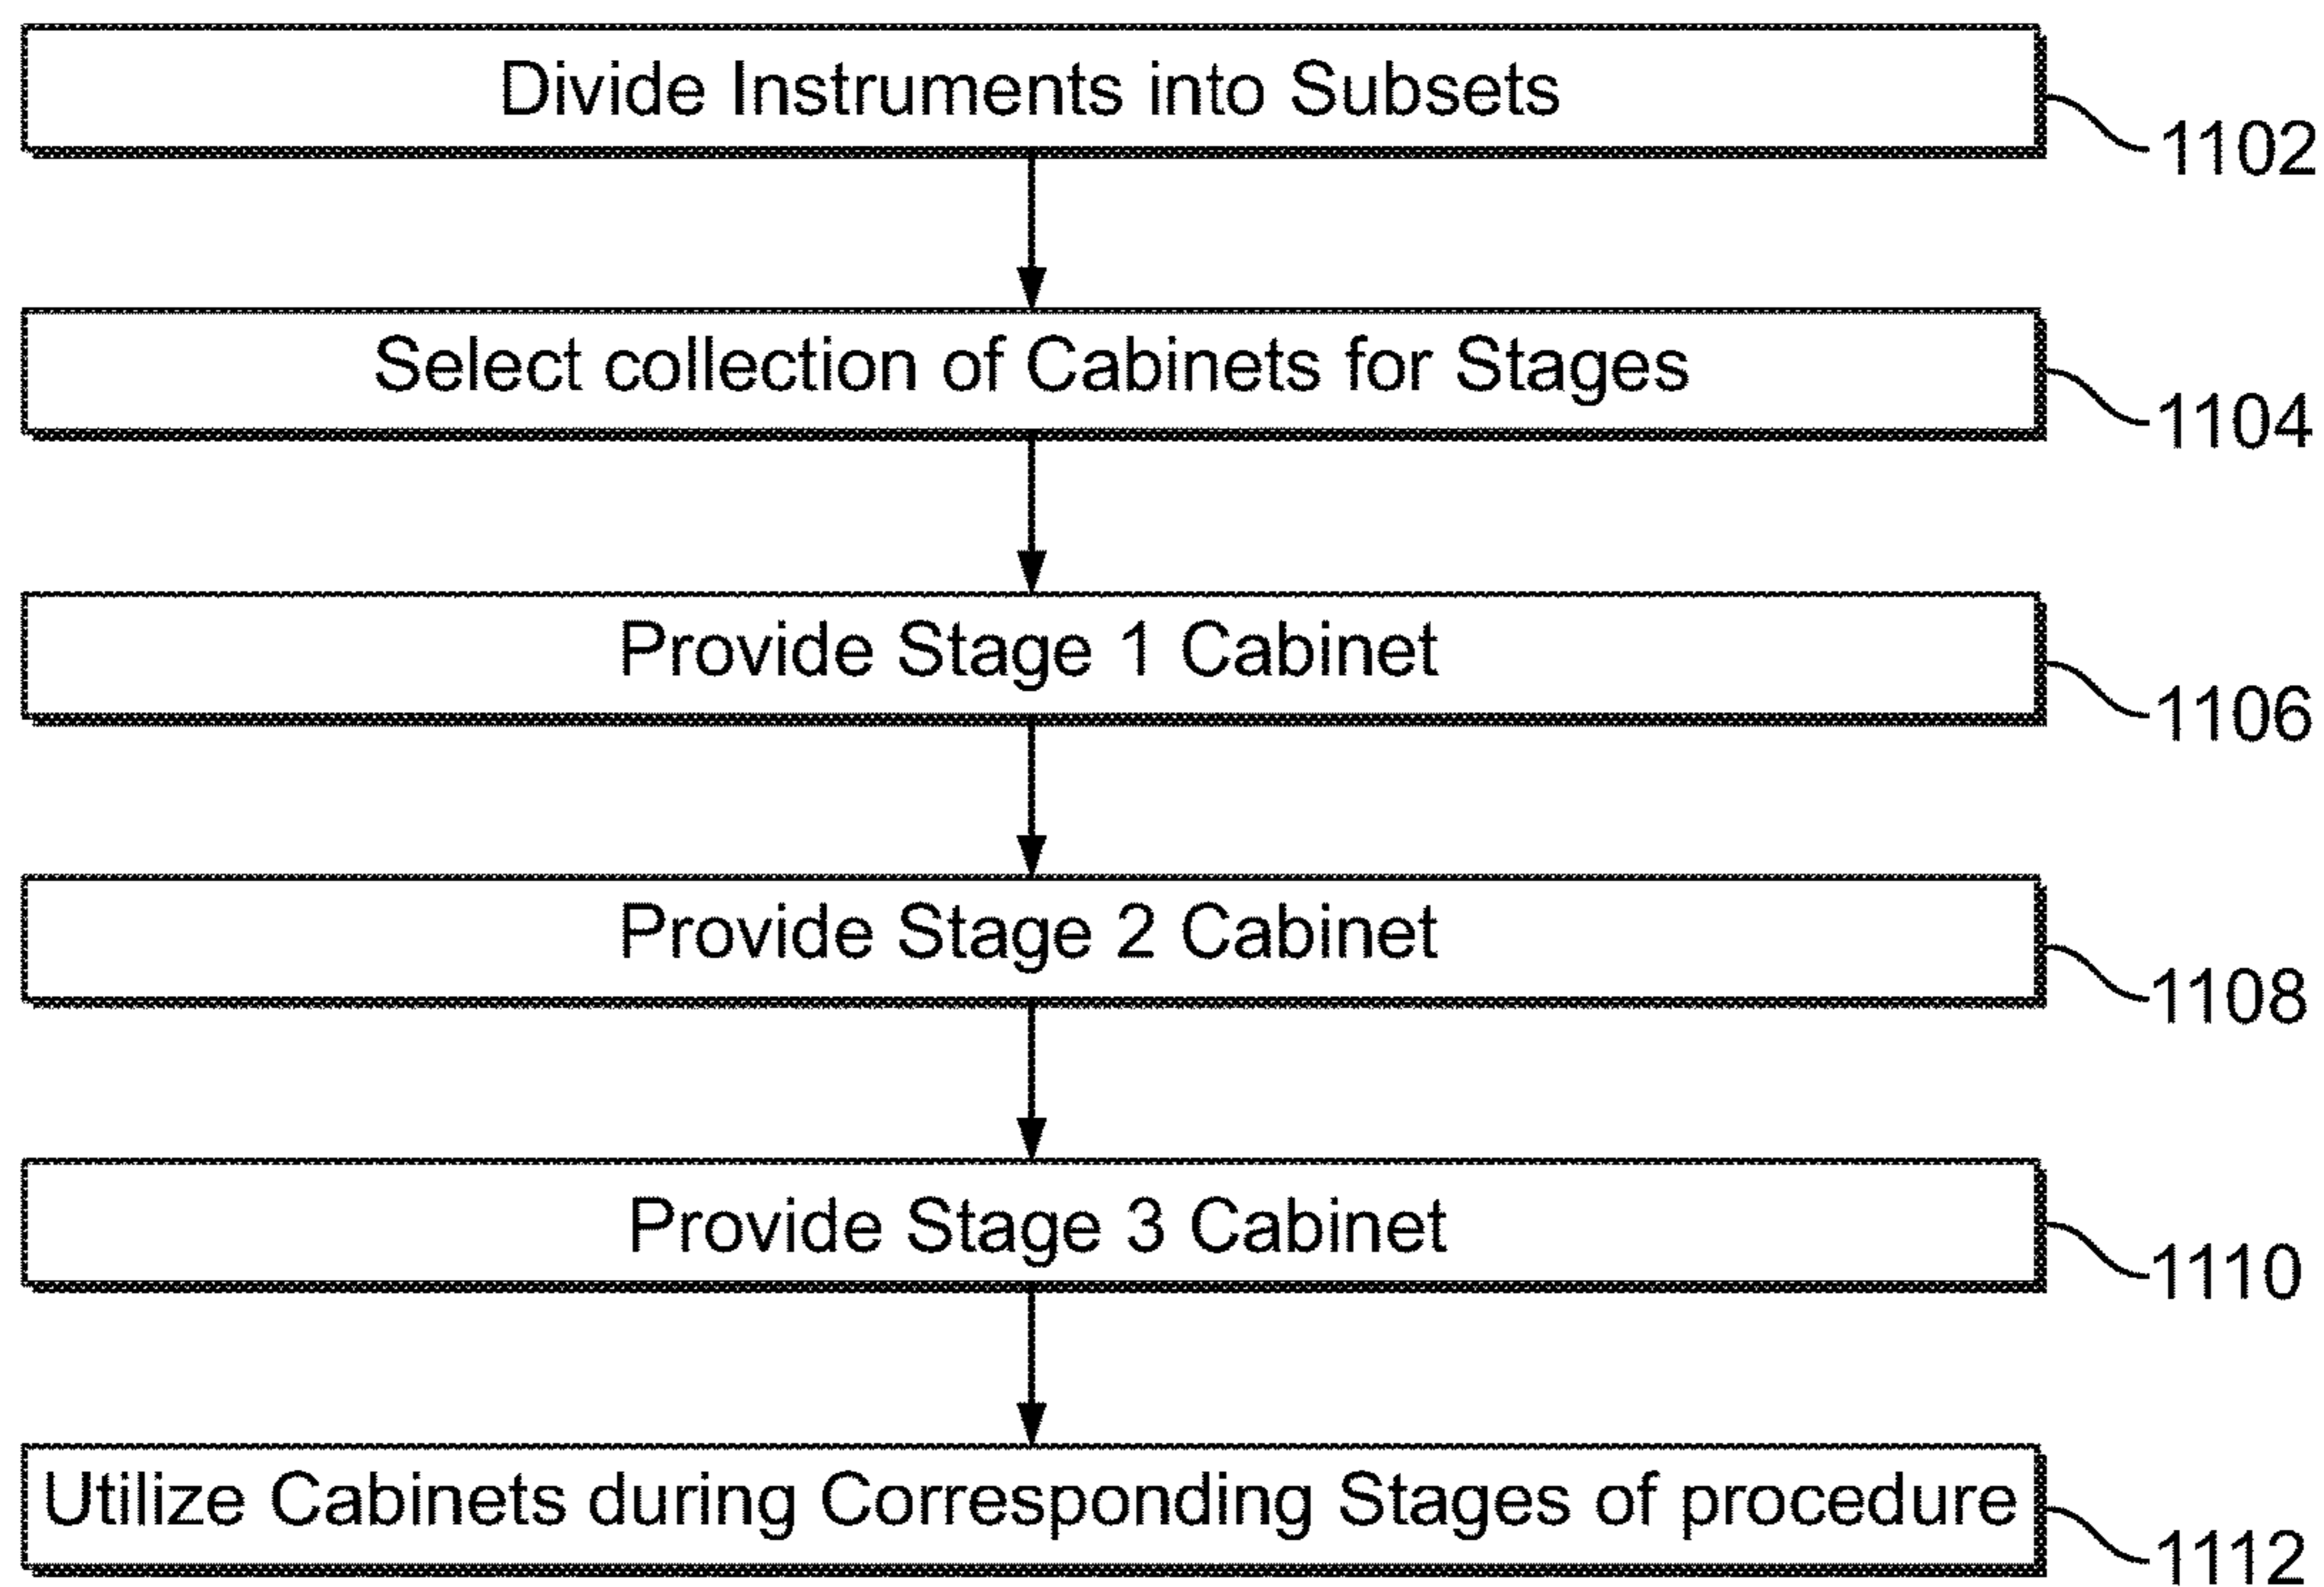 Divide Instruments into Subsets
1102
Select collection of Cabinets for Stages
1104
Provide Stage 1 Cabinet
1106
Provide Stage 2 Cabinet
1108
Provide Stage 3 Cabinet
1110
Utilize Cabinets during Corresponding Stages of procedure
1112